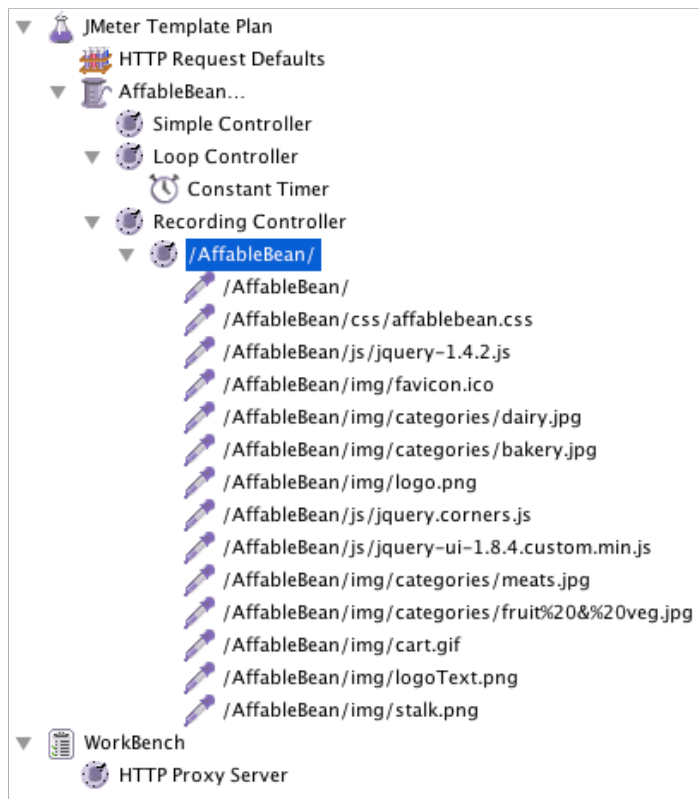 JMeter Template Plan
HTTP Request Defaults
AffableBean...
Simple Controller
Loop Controller
Constant Timer
Recording Controller
/AffableBean/
/AffableBean/
/AffableBean/css/affablebean.css
/AffableBean/js/jquery-1.4.2.js
/AffableBean/img/favicon.ico
/AffableBean/img/categories/dairy.jpg
/AffableBean/img/categories/bakery.jpg
/AffableBean/img/logo.png
/AffableBean/js/jquery.corners.js
/AffableBean/js/jquery-ui-1.8.4.custom.min.js
/AffableBean/img/categories/meats.jpg
/AffableBean/img/categories/fruit%20&%20veg.jpg
/AffableBean/img/cart.gif
/AffableBean/img/logoText.png
/AffableBean/img/stalk.png
WorkBench
HTTP Proxy Server